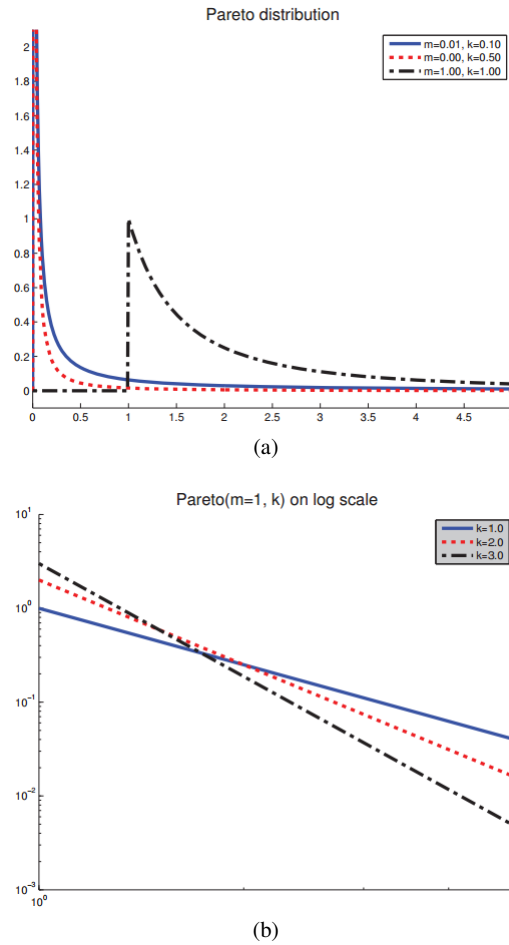 Pareto distribution
m=0.01, k=0.10
m=0.00, k=0.50
m=1.00, k=1.00
2
1.8
1.6
1.4
1.2
1
0.8
0.6
0.4
0.2
0
0 0.5 1 1.5 2 2.5 3 3.5 4 4.5
(a)
Pareto(m=1, k) on log scale
k=1.0
k=2.0
k=3.0
10^1
10^0
10^-1
10^-2
10^-3
10^0
(b)